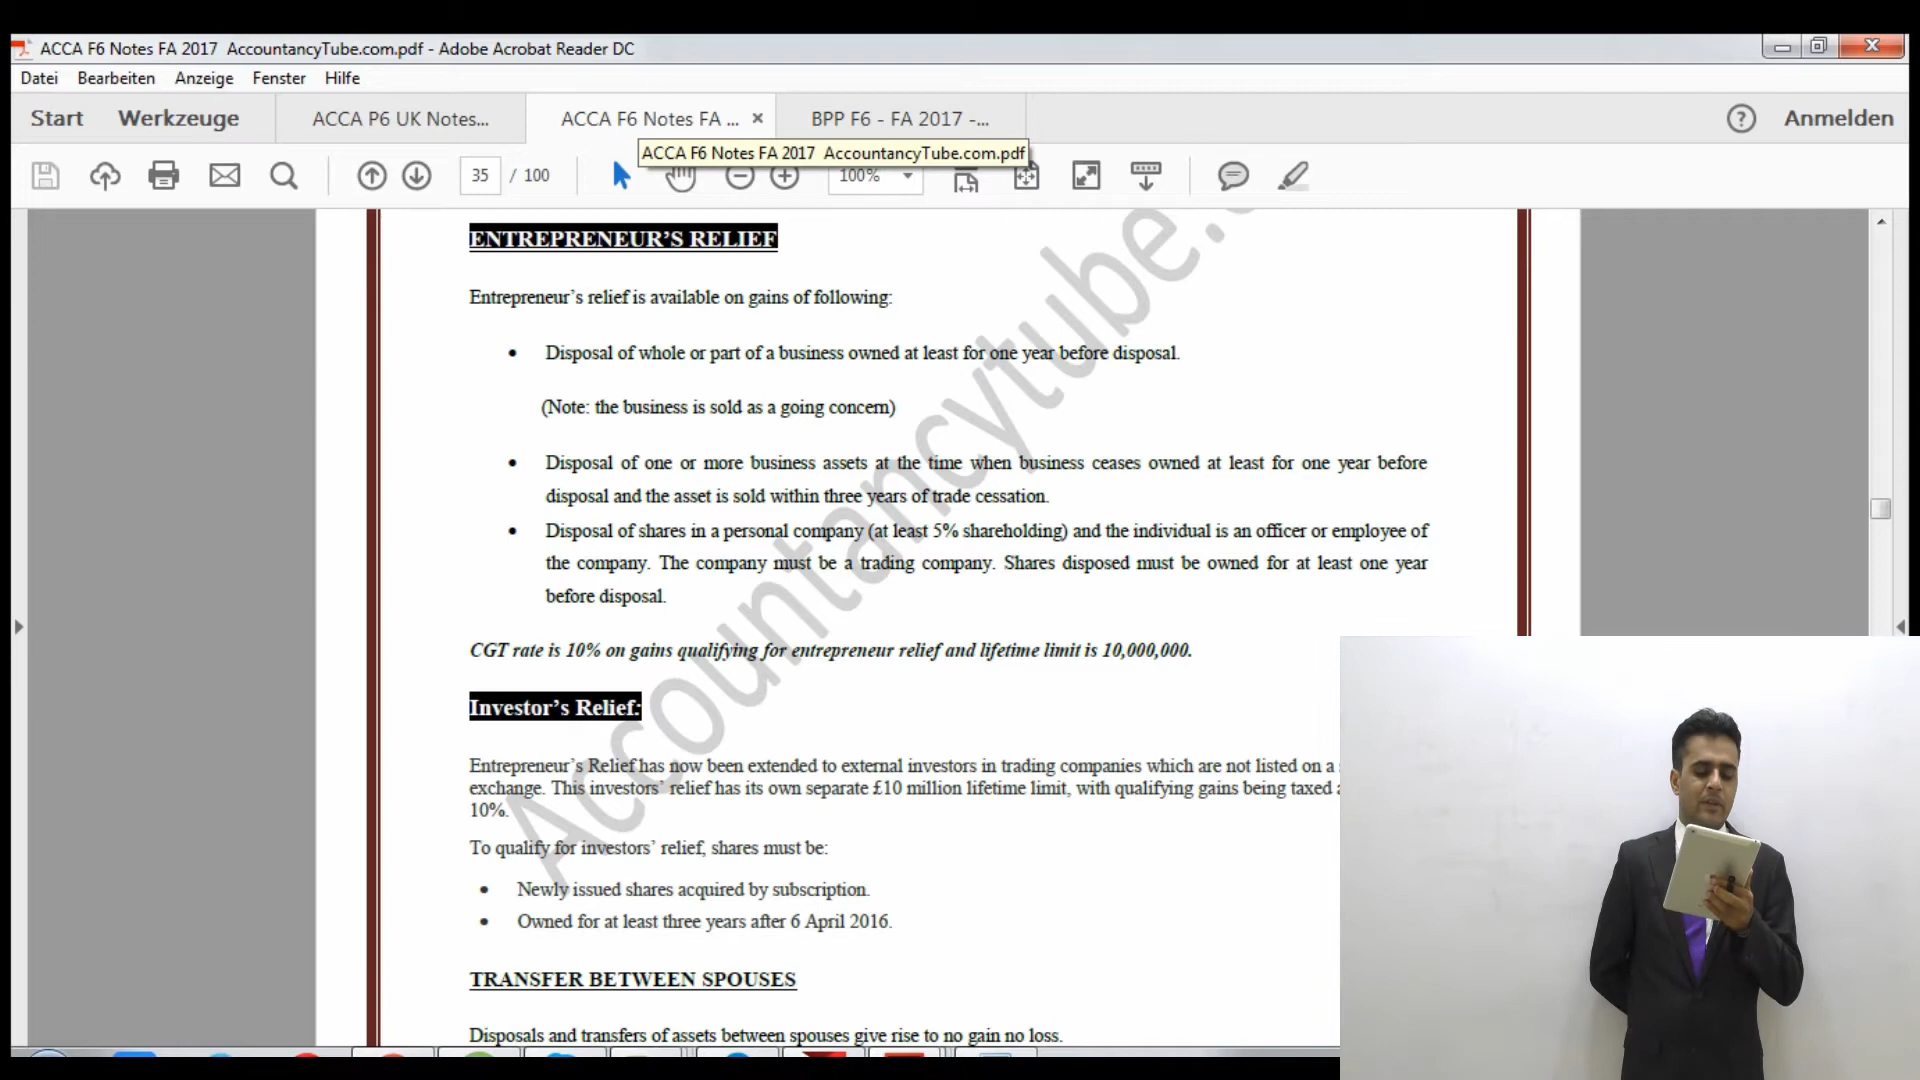 ACCA F6 Notes FA 2017 AccountancyTube.com.pdf - Adobe Acrobat Reader DC
Datei Bearbeiten Anzeige Fenster Hilfe
Start Werkzeuge ACCA P6 UK Notes... ACCA F6 Notes FA ... × BPP F6 - FA 2017 -... Anmelden
ACCA F6 Notes FA 2017 AccountancyTube.com.pdf
35 / 100 100%
ENTREPRENEUR'S RELIEF
Entrepreneur's relief is available on gains of following:
• Disposal of whole or part of a business owned at least for one year before disposal.
(Note: the business is sold as a going concern)
• Disposal of one or more business assets at the time when business ceases owned at least for one year before
disposal and the asset is sold within three years of trade cessation.
• Disposal of shares in a personal company (at least 5% shareholding) and the individual is an officer or employee of
the company. The company must be a trading company. Shares disposed must be owned for at least one year
before disposal.
CGT rate is 10% on gains qualifying for entrepreneur relief and lifetime limit is 10,000,000.
Investor's Relief:
Entrepreneur's Relief has now been extended to external investors in trading companies which are not listed on a
exchange. This investors' relief has its own separate £10 million lifetime limit, with qualifying gains being taxed
10%.
To qualify for investors' relief, shares must be:
• Newly issued shares acquired by subscription.
• Owned for at least three years after 6 April 2016.
TRANSFER BETWEEN SPOUSES
Disposals and transfers of assets between spouses give rise to no gain no loss.
Accountancytube.